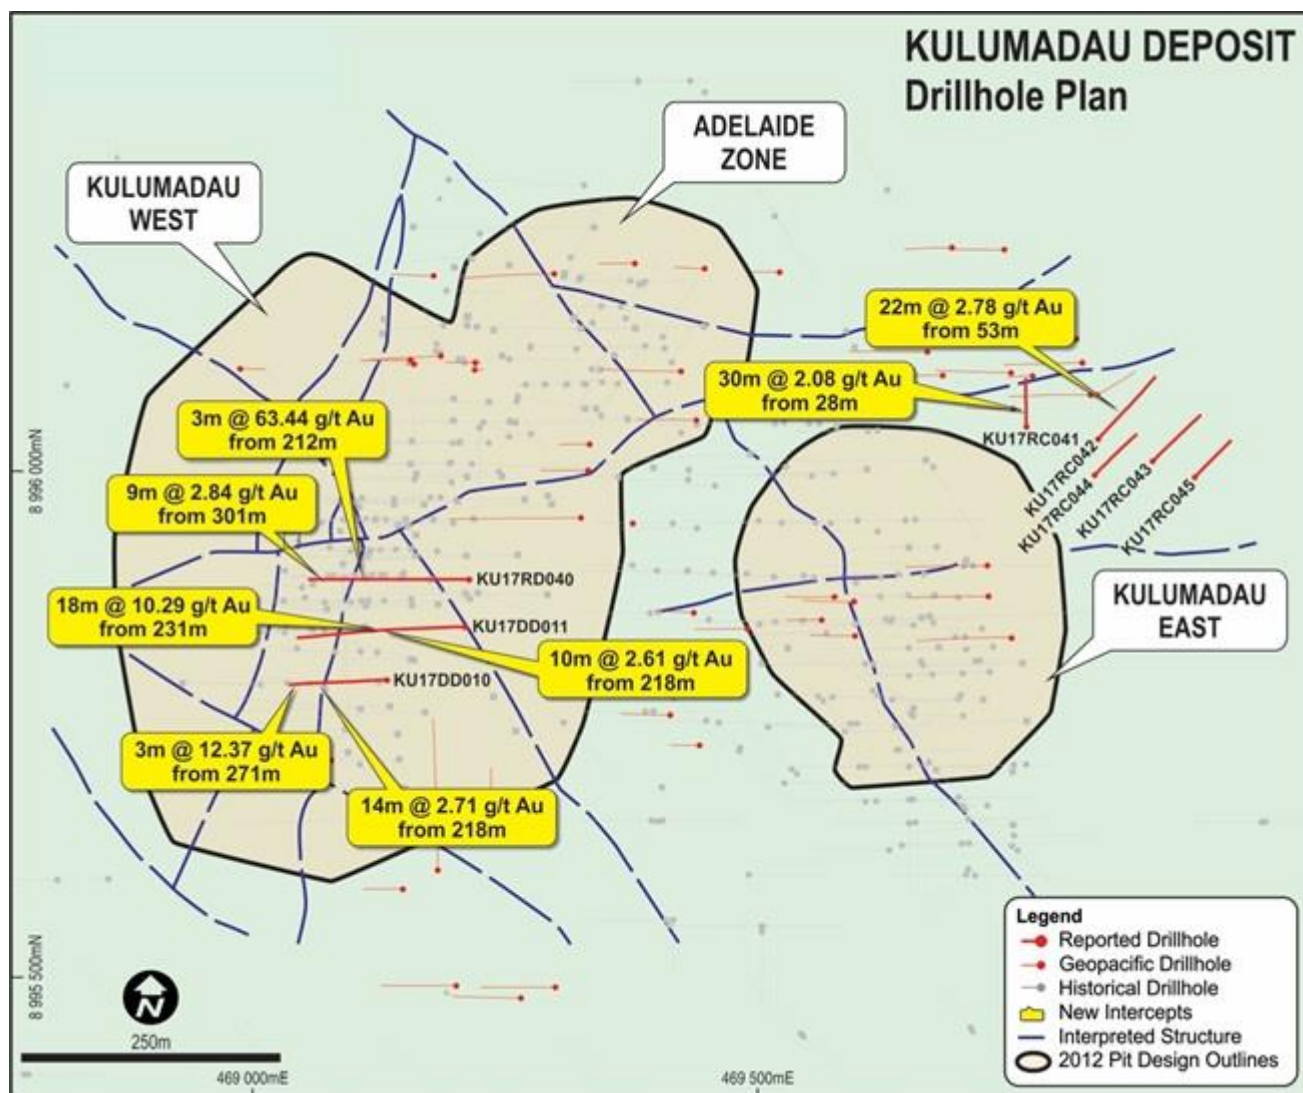 KULUMADAU DEPOSIT
Drillhole Plan
ADELAIDE
ZONE
KULUMADAU
WEST
22m @ 2.78 g/t Au
from 53m
30m @ 2.08 g/t Au
from 28m
3m @ 63.44 g/t Au
from 212m
KU17RC041
KU17RC042
KU17RC044
KU17RC043
KU17RC045
8 996 000mN
9m @ 2.84 g/t Au
from 301m
KU17RD040
18m @ 10.29 g/t Au
from 231m
KU17DD011
KULUMADAU
EAST
10m @ 2.61 g/t Au
from 218m
KU17DD010
3m @ 12.37 g/t Au
from 271m
14m @ 2.71 g/t Au
from 218m
8 995 500mN
N
250m
469 000mE
469 500mE
Legend
Reported Drillhole
Geopacific Drillhole
Historical Drillhole
New Intercepts
Interpreted Structure
2012 Pit Design Outlines